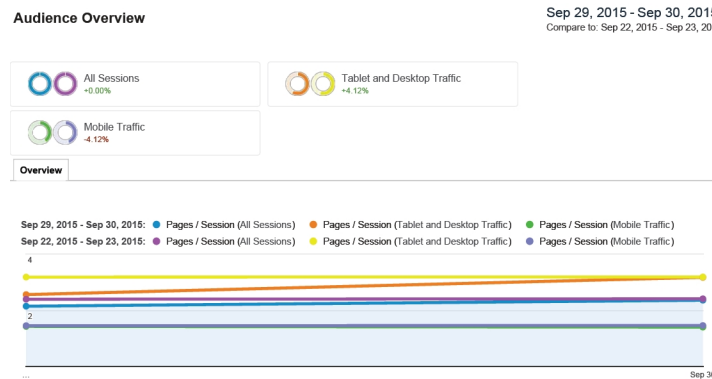 Audience Overview
Sep 29, 2015 - Sep 30, 201
Compare to: Sep 22, 2015 - Sep 23, 20
All Sessions
+0.00%
Tablet and Desktop Traffic
+4.12%
Mobile Traffic
-4.12%
Overview
Sep 29, 2015 - Sep 30, 2015: Pages / Session (All Sessions) Pages / Session (Tablet and Desktop Traffic) Pages / Session (Mobile Traffic)
Sep 22, 2015 - Sep 23, 2015: Pages / Session (All Sessions) Pages / Session (Tablet and Desktop Traffic) Pages / Session (Mobile Traffic)
4
2
...
Sep 30